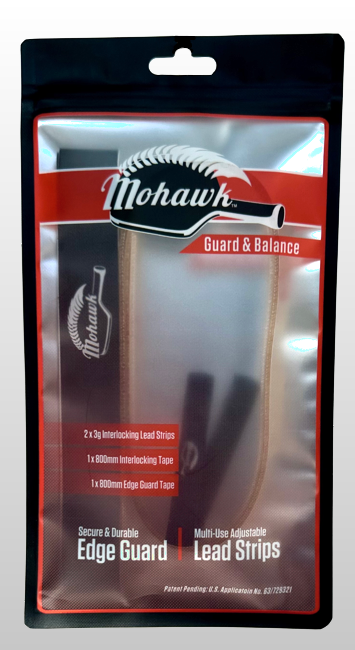 Mohawk™
Guard & Balance
Mohawk
2 x 3g Interlocking Lead Strips
1 x 800mm Interlocking Tape
1 x 800mm Edge Guard Tape
Secure & Durable
Edge Guard
Multi-Use Adjustable
Lead Strips
Patent Pending: U.S. Applicatoin No. 63/729321